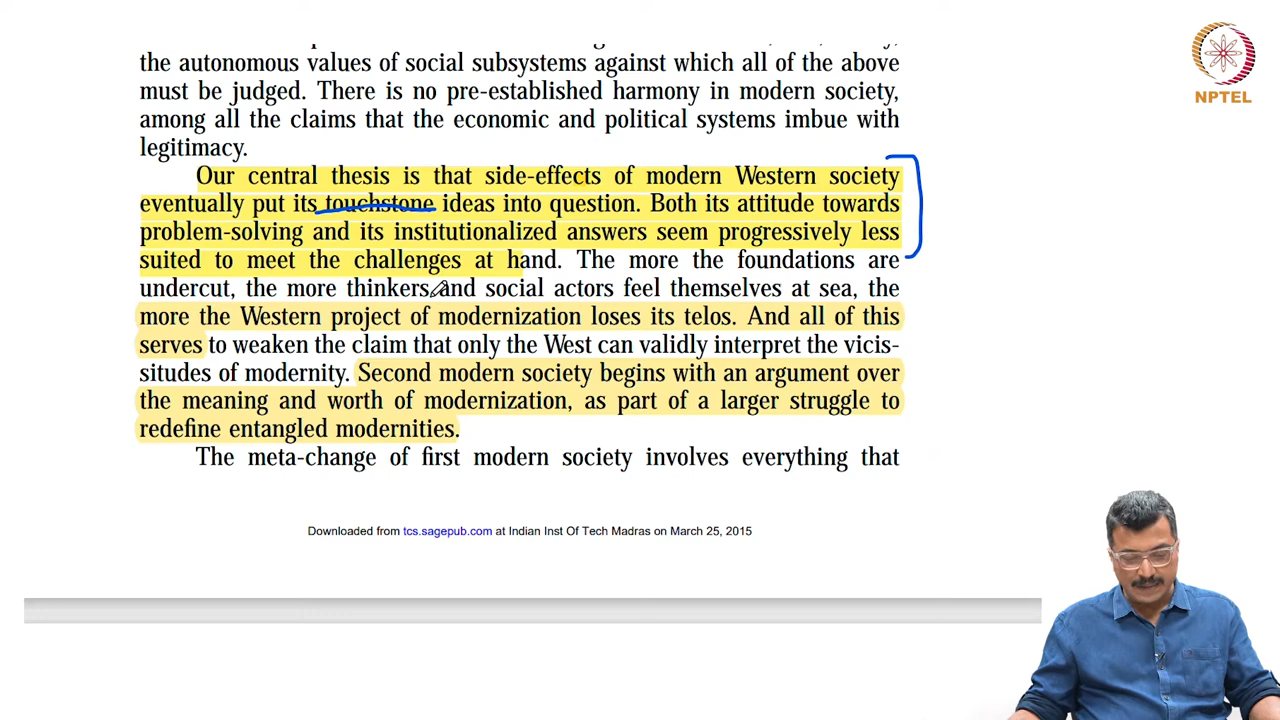 the autonomous values of social subsystems against which all of the above
must be judged. There is no pre-established harmony in modern society,
among all the claims that the economic and political systems imbue with
legitimacy.
Our central thesis is that side-effects of modern Western society
eventually put its touchstone ideas into question. Both its attitude towards
problem-solving and its institutionalized answers seem progressively less
suited to meet the challenges at hand. The more the foundations are
undercut, the more thinkers and social actors feel themselves at sea, the
more the Western project of modernization loses its telos. And all of this
serves to weaken the claim that only the West can validly interpret the vicis-
situdes of modernity. Second modern society begins with an argument over
the meaning and worth of modernization, as part of a larger struggle to
redefine entangled modernities.
The meta-change of first modern society involves everything that
Downloaded from tcs.sagepub.com at Indian Inst Of Tech Madras on March 25, 2015
NPTEL